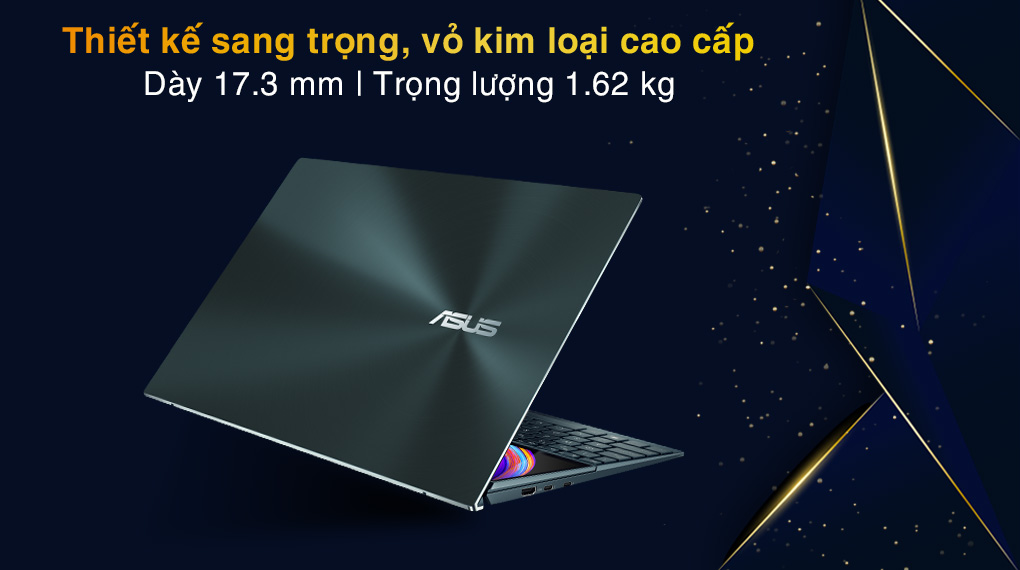 Thiết kế sang trọng, vỏ kim loại cao cấp
Dày 17.3 mm | Trọng lượng 1.62 kg
ASUS